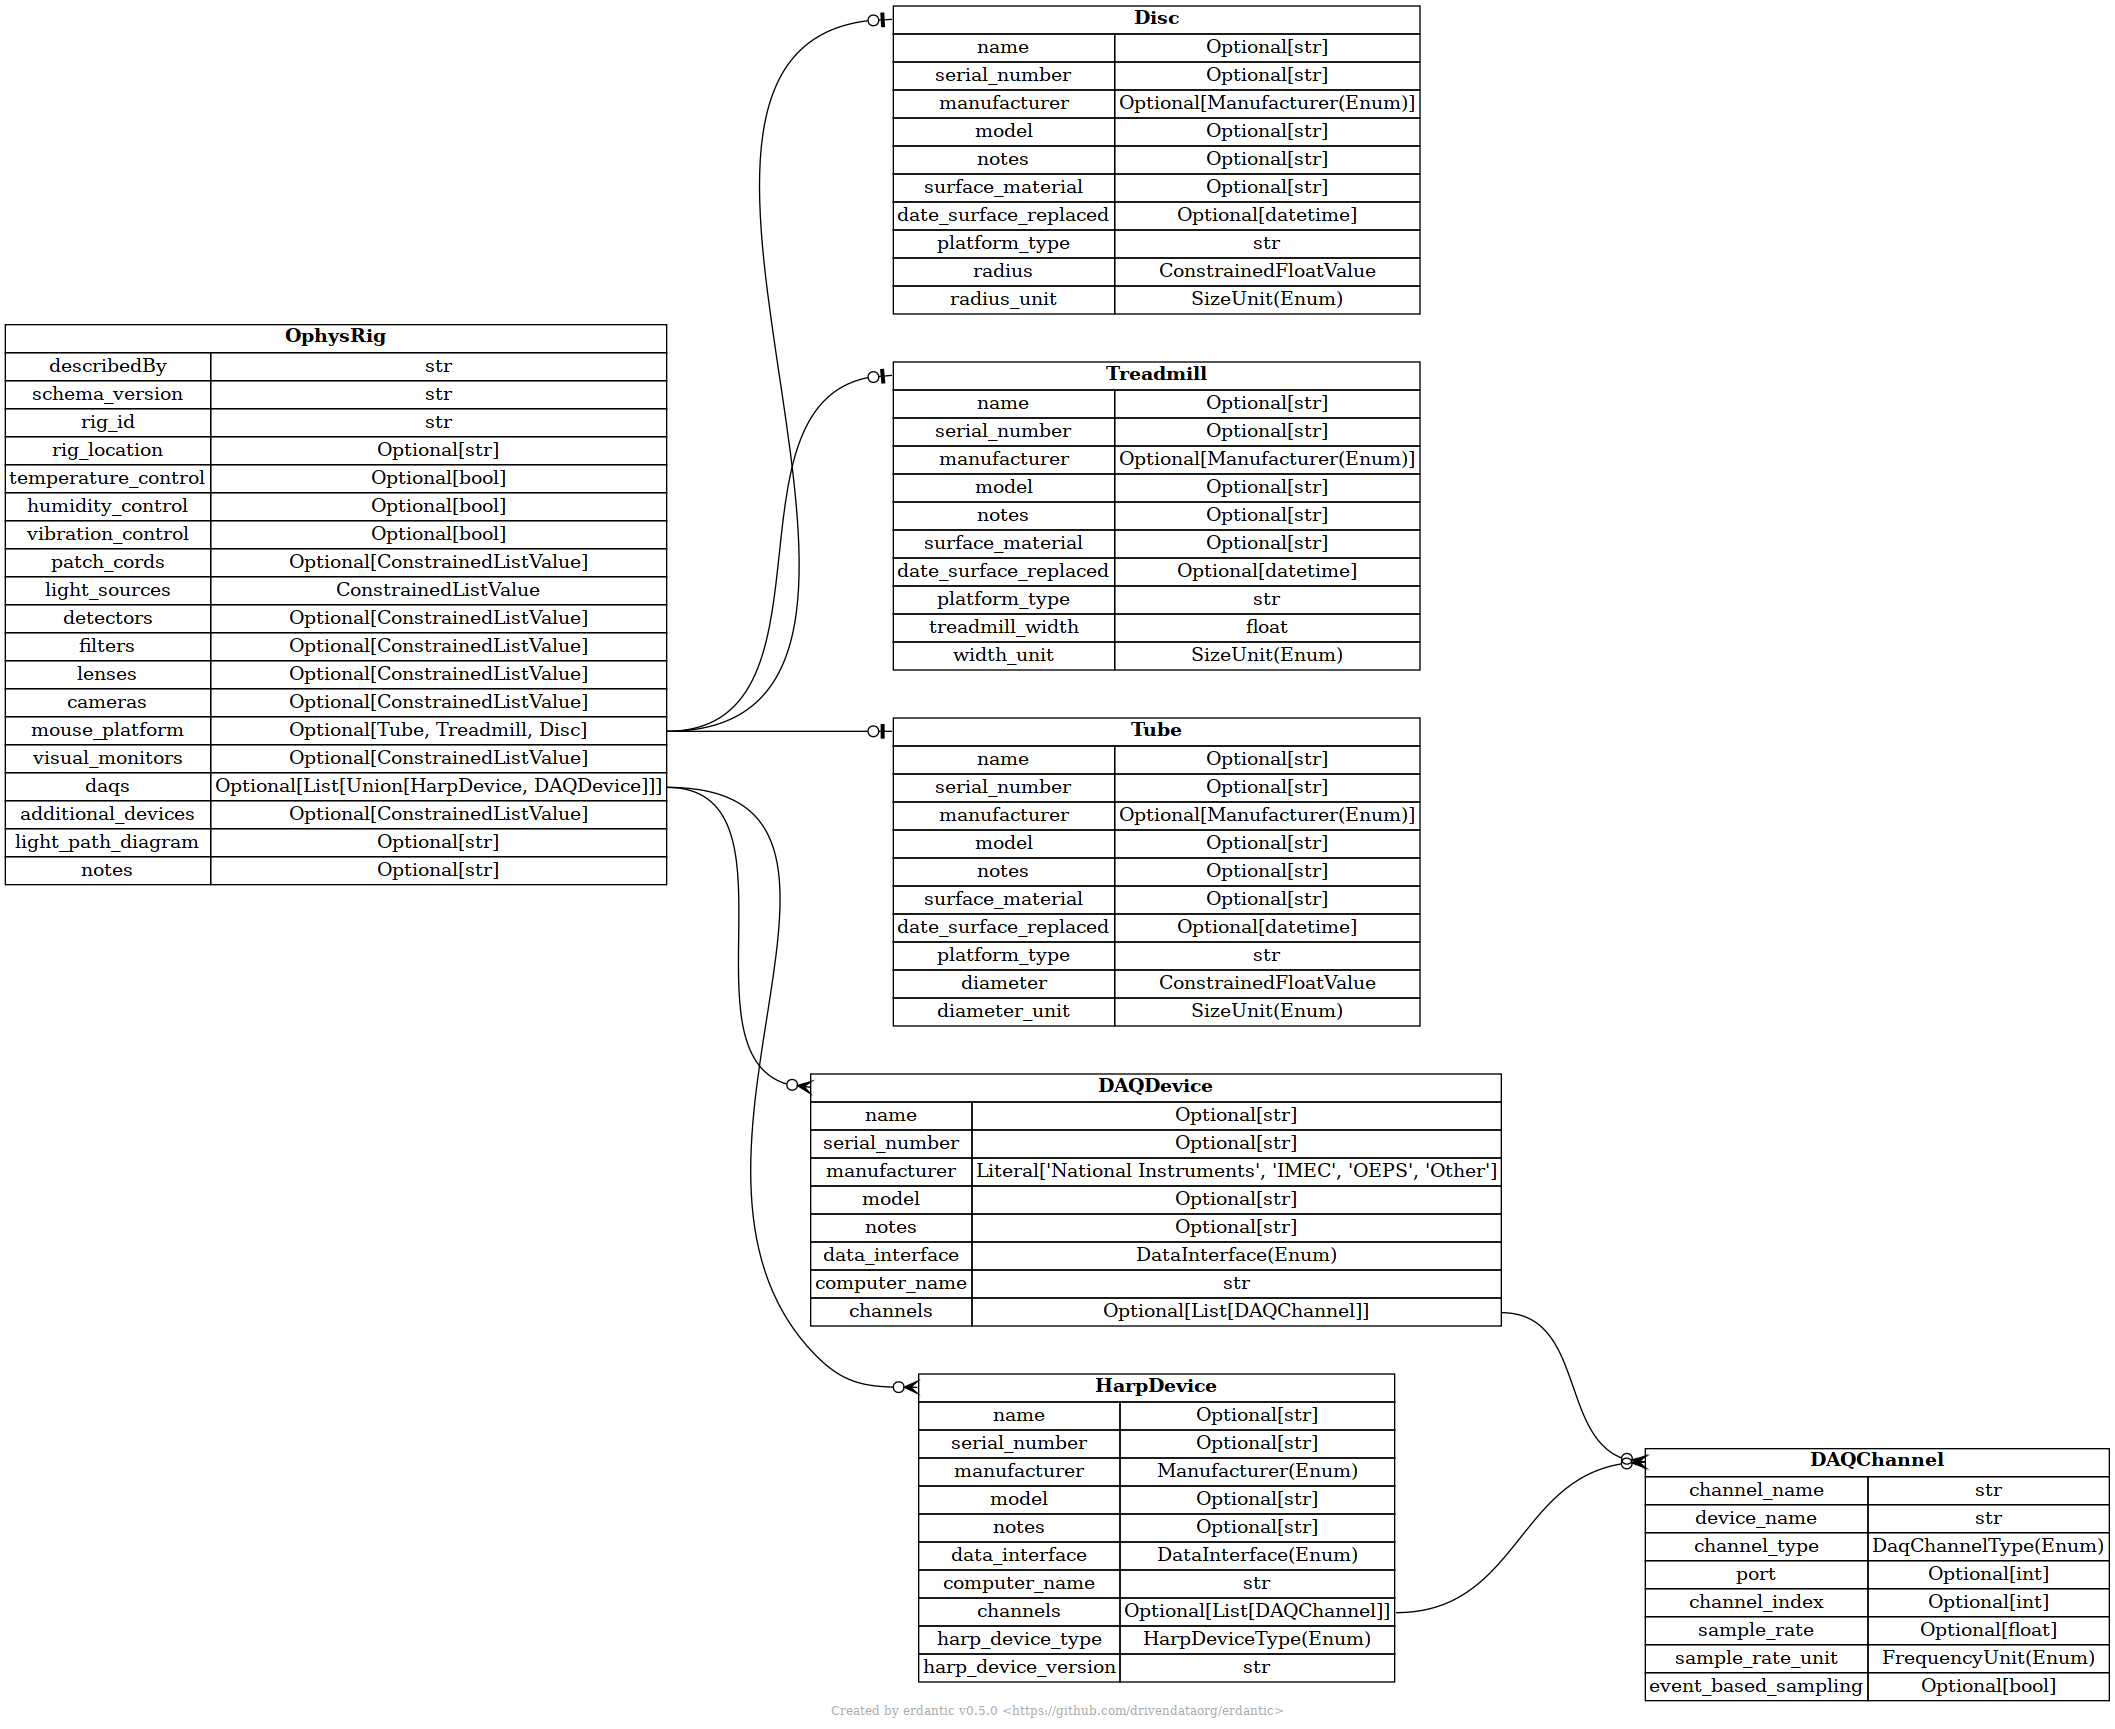 OphysRig
describedBy str
schema_version str
rig_id str
rig_location Optional[str]
temperature_control Optional[bool]
humidity_control Optional[bool]
vibration_control Optional[bool]
patch_cords Optional[ConstrainedListValue]
light_sources ConstrainedListValue
detectors Optional[ConstrainedListValue]
filters Optional[ConstrainedListValue]
lenses Optional[ConstrainedListValue]
cameras Optional[ConstrainedListValue]
mouse_platform Optional[Tube, Treadmill, Disc]
visual_monitors Optional[ConstrainedListValue]
daqs Optional[List[Union[HarpDevice, DAQDevice]]]
additional_devices Optional[ConstrainedListValue]
light_path_diagram Optional[str]
notes Optional[str]
Disc
name Optional[str]
serial_number Optional[str]
manufacturer Optional[Manufacturer(Enum)]
model Optional[str]
notes Optional[str]
surface_material Optional[str]
date_surface_replaced Optional[datetime]
platform_type str
radius ConstrainedFloatValue
radius_unit SizeUnit(Enum)
Treadmill
name Optional[str]
serial_number Optional[str]
manufacturer Optional[Manufacturer(Enum)]
model Optional[str]
notes Optional[str]
surface_material Optional[str]
date_surface_replaced Optional[datetime]
platform_type str
treadmill_width float
width_unit SizeUnit(Enum)
Tube
name Optional[str]
serial_number Optional[str]
manufacturer Optional[Manufacturer(Enum)]
model Optional[str]
notes Optional[str]
surface_material Optional[str]
date_surface_replaced Optional[datetime]
platform_type str
diameter ConstrainedFloatValue
diameter_unit SizeUnit(Enum)
DAQDevice
name Optional[str]
serial_number Optional[str]
manufacturer Literal['National Instruments', 'IMEC', 'OEPS', 'Other']
model Optional[str]
notes Optional[str]
data_interface DataInterface(Enum)
computer_name str
channels Optional[List[DAQChannel]]
HarpDevice
name Optional[str]
serial_number Optional[str]
manufacturer Manufacturer(Enum)
model Optional[str]
notes Optional[str]
data_interface DataInterface(Enum)
computer_name str
channels Optional[List[DAQChannel]]
harp_device_type HarpDeviceType(Enum)
harp_device_version str
DAQChannel
channel_name str
device_name str
channel_type DaqChannelType(Enum)
port Optional[int]
channel_index Optional[int]
sample_rate Optional[float]
sample_rate_unit FrequencyUnit(Enum)
event_based_sampling Optional[bool]
Created by erdantic v0.5.0 <https://github.com/drivendataorg/erdantic>